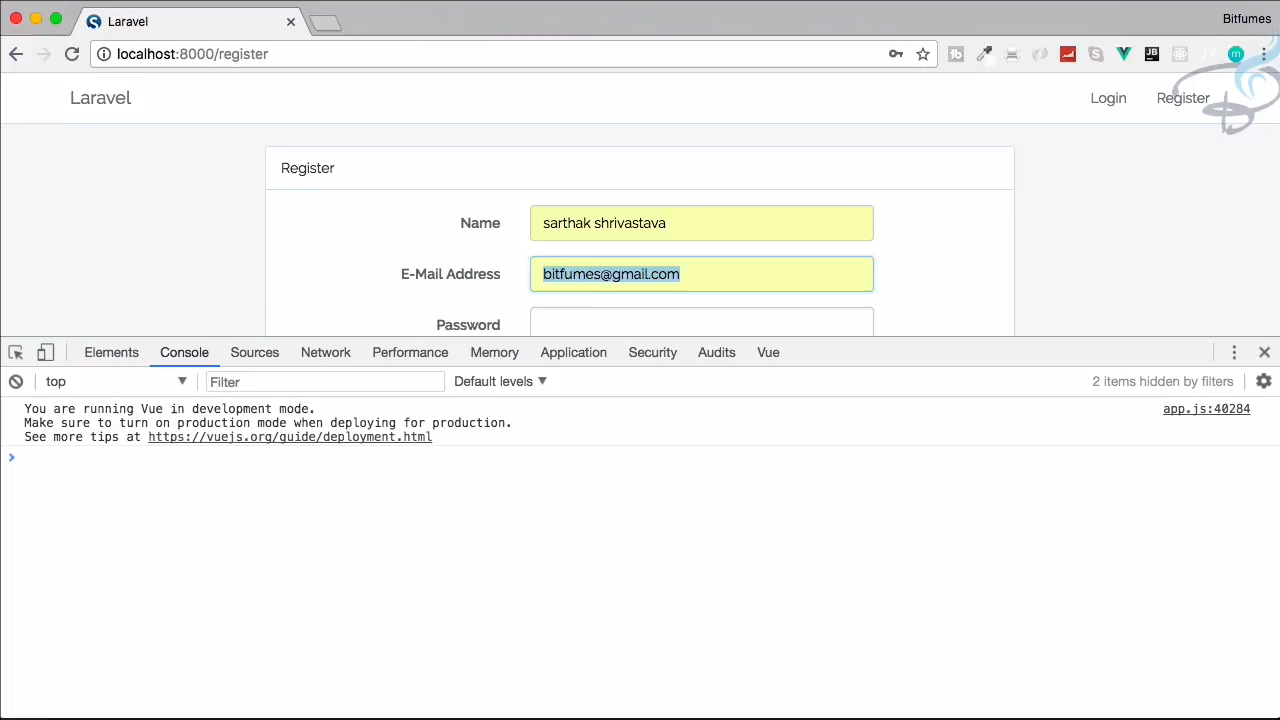 Laravel
Bitfumes
localhost:8000/register
Laravel
Login Register
Register
Name sarthak shrivastava
E-Mail Address bitfumes@gmail.com
Password
Elements Console Sources Network Performance Memory Application Security Audits Vue
top Filter Default levels 2 items hidden by filters
You are running Vue in development mode. app.js:40284
Make sure to turn on production mode when deploying for production.
See more tips at https://vuejs.org/guide/deployment.html